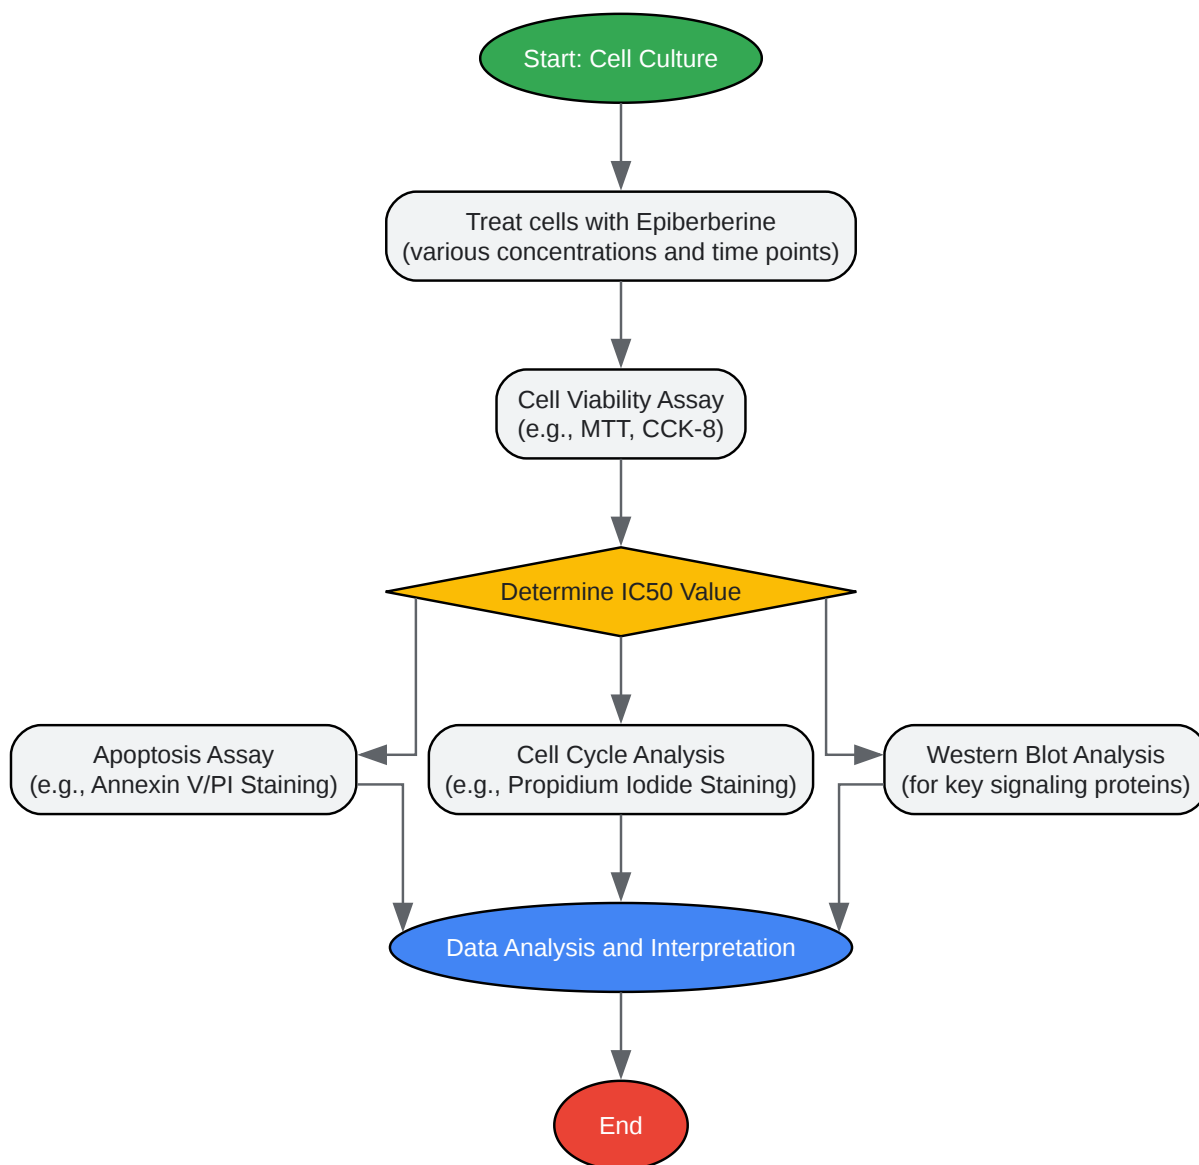 Start: Cell Culture
Treat cells with Epiberberine
(various concentrations and time points)
Cell Viability Assay
(e.g., MTT, CCK-8)
Determine IC50 Value
Apoptosis Assay
(e.g., Annexin V/PI Staining)
Cell Cycle Analysis
(e.g., Propidium Iodide Staining)
Western Blot Analysis
(for key signaling proteins)
Data Analysis and Interpretation
End